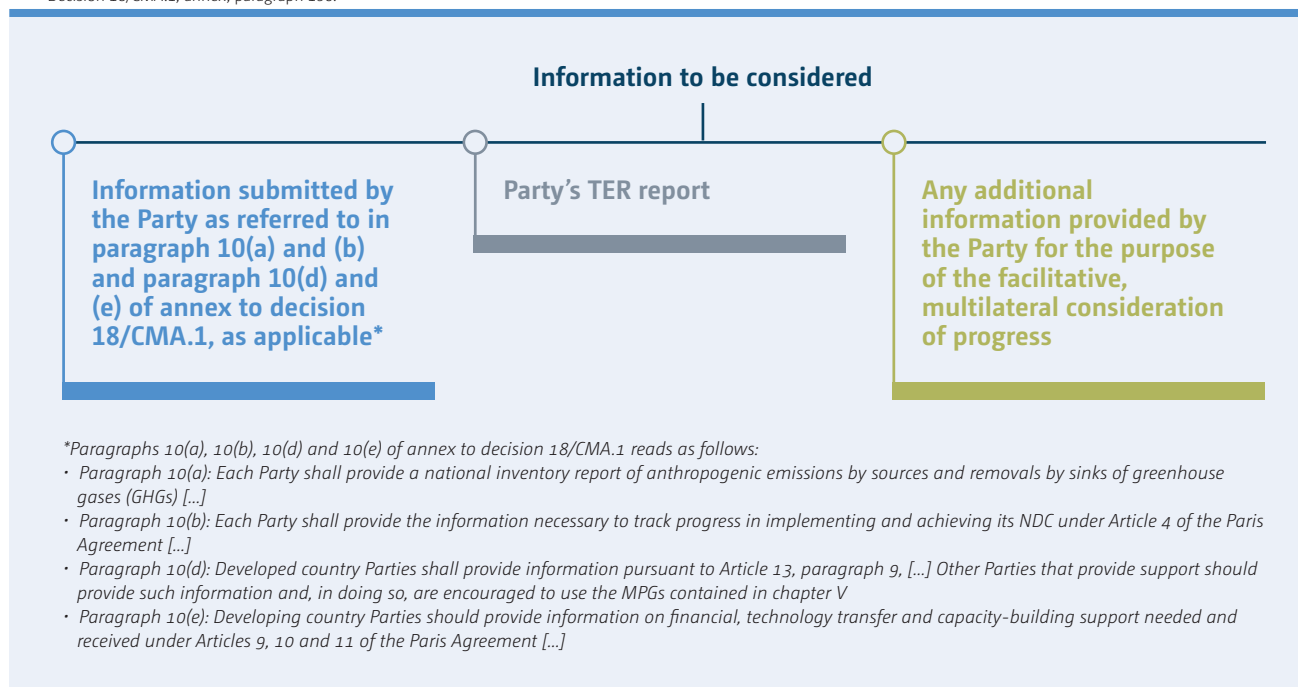 Information to be considered
Information submitted by
the Party as referred to in
paragraph 10(a) and (b)
and paragraph 10(d) and
(e) of annex to decision
18/CMA.1, as applicable*
Party's TER report
Any additional
information provided by
the Party for the purpose
of the facilitative,
multilateral consideration
of progress
*Paragraphs 10(a), 10(b), 10(d) and 10(e) of annex to decision 18/CMA.1 reads as follows:
• Paragraph 10(a): Each Party shall provide a national inventory report of anthropogenic emissions by sources and removals by sinks of greenhouse
gases (GHGs) [...]
• Paragraph 10(b): Each Party shall provide the information necessary to track progress in implementing and achieving its NDC under Article 4 of the Paris
Agreement [...]
• Paragraph 10(d): Developed country Parties shall provide information pursuant to Article 13, paragraph 9, [...] Other Parties that provide support should
provide such information and, in doing so, are encouraged to use the MPGs contained in chapter V
• Paragraph 10(e): Developing country Parties should provide information on financial, technology transfer and capacity-building support needed and
received under Articles 9, 10 and 11 of the Paris Agreement [...]